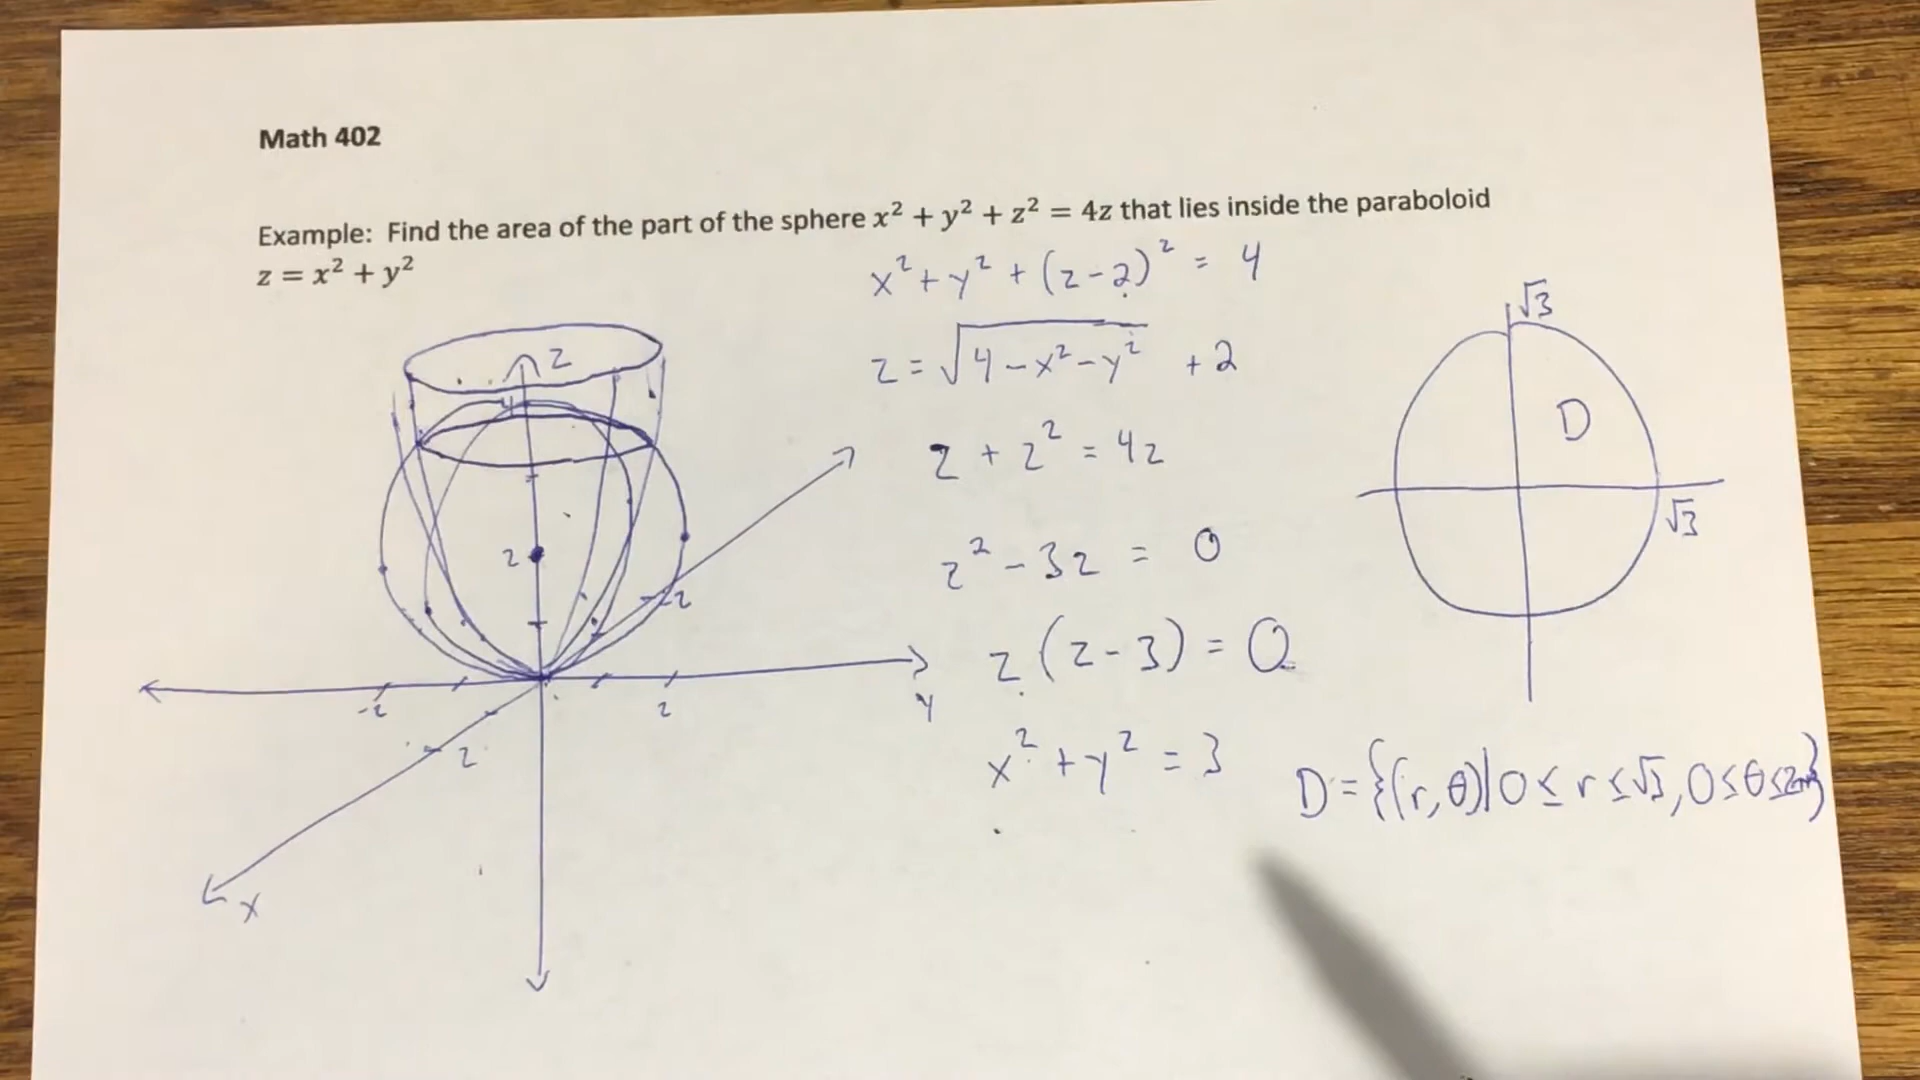 Math 402
Example: Find the area of the part of the sphere x² + y² + z² = 4z that lies inside the paraboloid
z = x² + y²
x² + y² + (z - 2)² = 4
z = √(4 - x² - y²) + 2
z + z² = 4z
z² - 3z = 0
z (z - 3) = 0
x² + y² = 3
z
4
2
-2
-2
2
y
2
x
√3
D
√3
D = {(r, θ) | 0 ≤ r ≤ √3, 0 ≤ θ ≤ 2π}